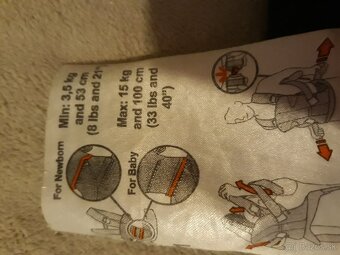 Min: 3,5 kg
and 53 cm
(8 lbs and 21"
Max: 15 kg
and 100 cm
(33 lbs and
40")
For Newborn
For Baby